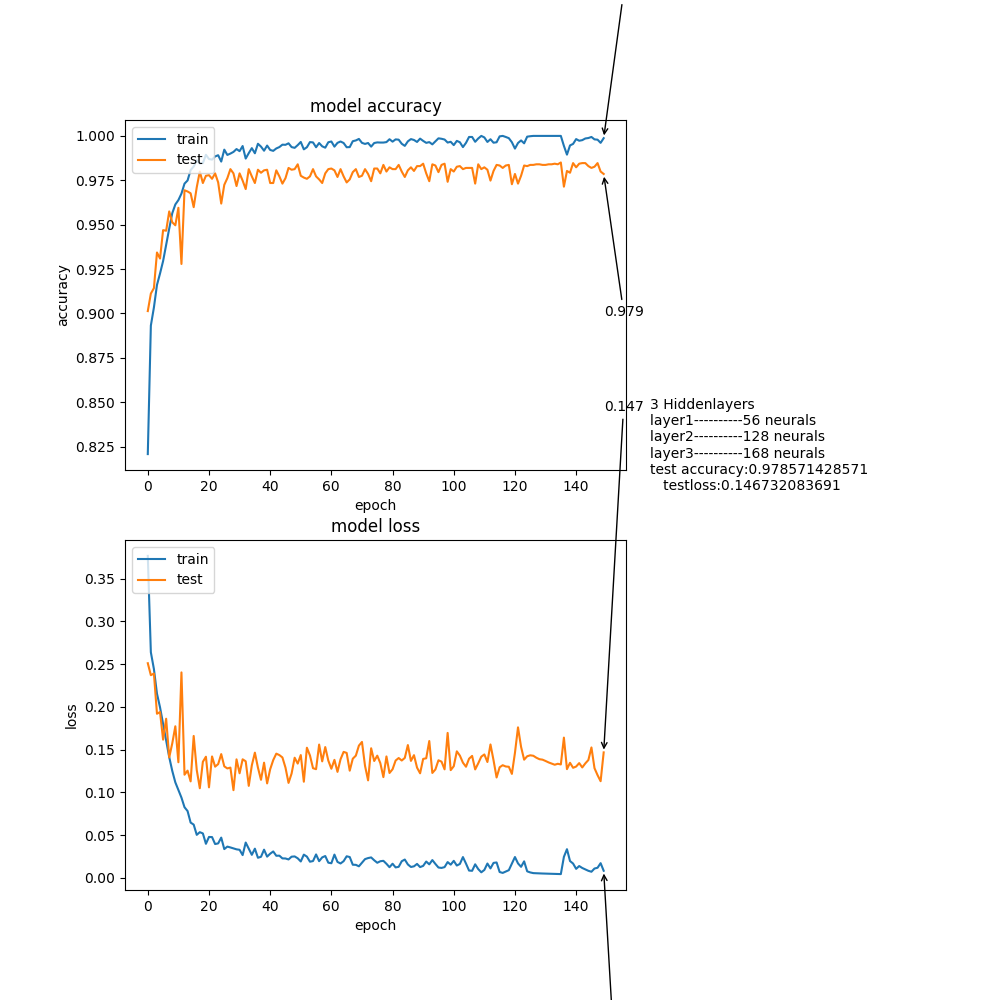 model accuracy
train
test
1.000
0.975
0.950
0.925
0.900
0.875
0.850
0.825
accuracy
0.979
0.147
0 20 40 60 80 100 120 140
epoch
3 Hiddenlayers
layer1----------56 neurals
layer2----------128 neurals
layer3----------168 neurals
test accuracy:0.978571428571
testloss:0.146732083691
model loss
train
test
0.35
0.30
0.25
0.20
0.15
0.10
0.05
0.00
loss
0 20 40 60 80 100 120 140
epoch